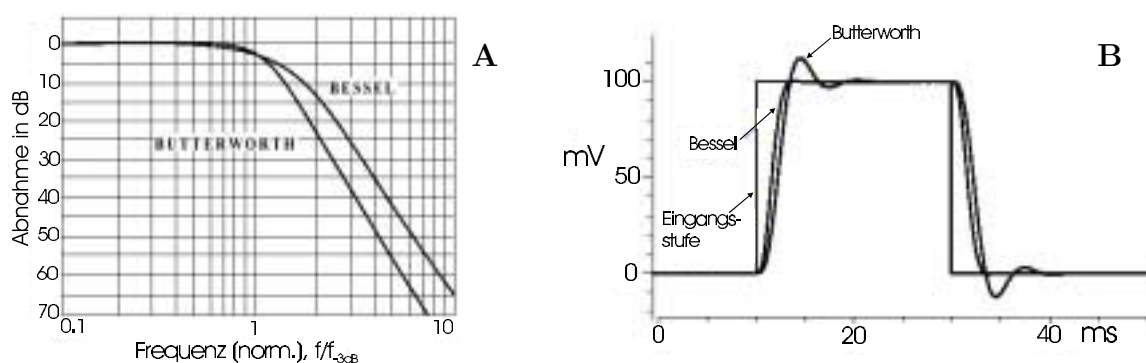 A
0
10
20
30
40
50
60
70
Abnahme in dB
BESSEL
BUTTERWORTH
0.1
1
10
Frequenz (norm.), f/f-3dB
B
Butterworth
100
Bessel
mV
50
Eingangs-
stufe
0
0
20
40
ms